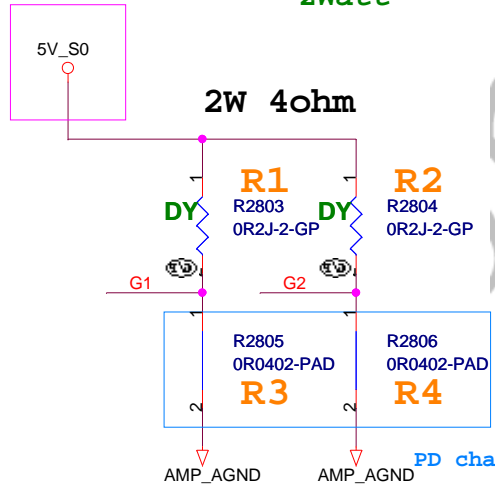 5V_S0
2W 4ohm
1 R1 1 R2
DY R2803 DY R2804
0R2J-2-GP 0R2J-2-GP
G1 G2
1 1
R2805 R2806
0R0402-PAD 0R0402-PAD
2 R3 2 R4
AMP_AGND AMP_AGND PD cha